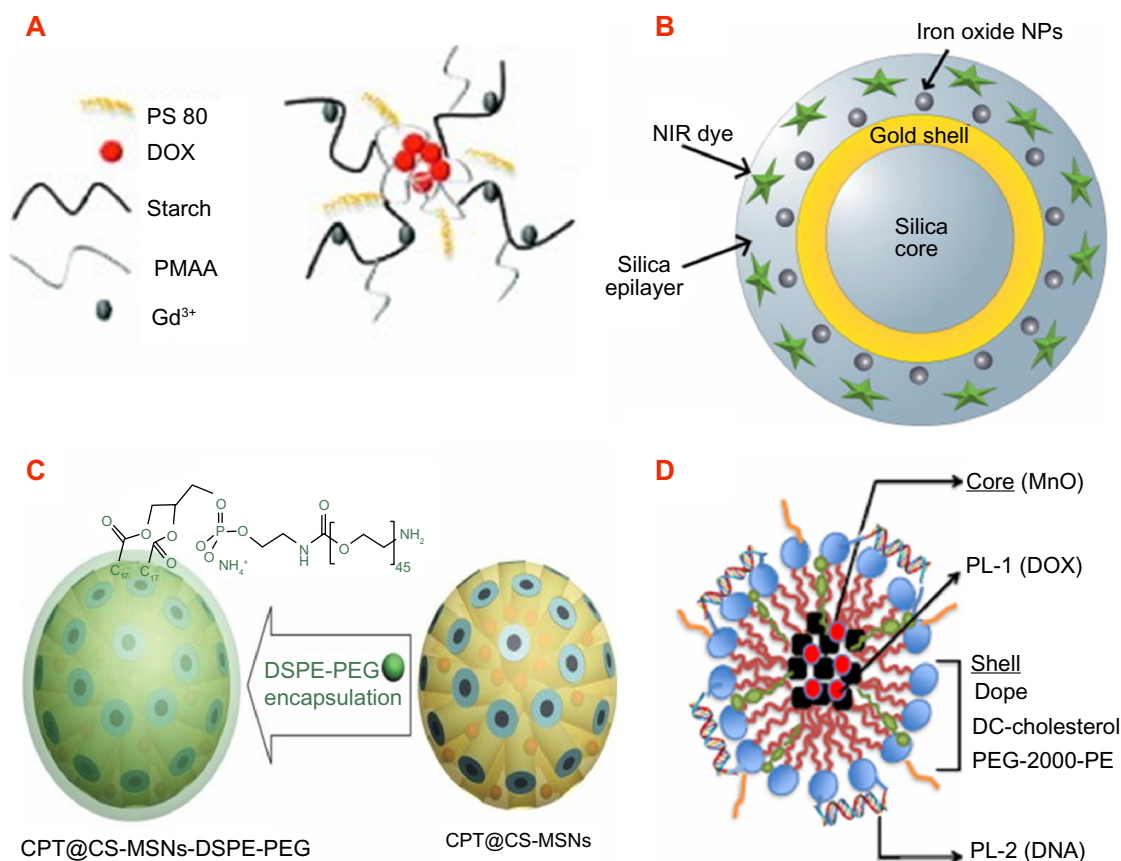 A
PS 80
DOX
Starch
PMAA
Gd³⁺
B
Iron oxide NPs
NIR dye
Gold shell
Silica
core
Silica
epilayer
C
O
O
O
O
C₁₇
C₁₇
O
P
O
O
O
NH₄⁺
N
H
O
O
NH₂
45
DSPE-PEG
encapsulation
CPT@CS-MSNs-DSPE-PEG
CPT@CS-MSNs
D
Core (MnO)
PL-1 (DOX)
Shell
Dope
DC-cholesterol
PEG-2000-PE
PL-2 (DNA)